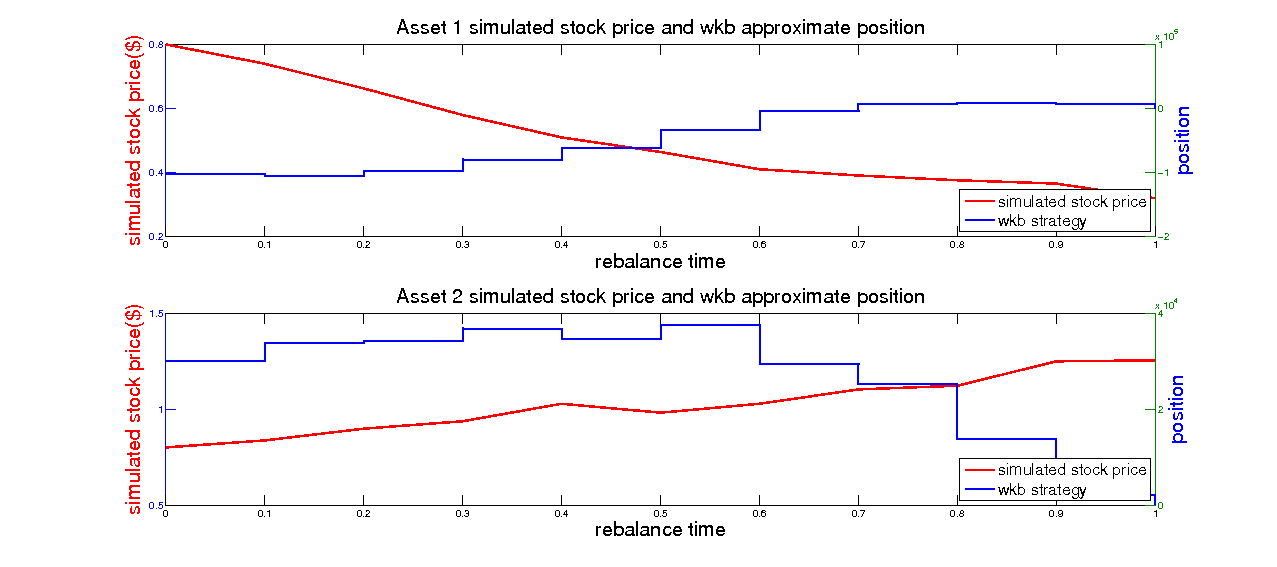 Asset 1 simulated stock price and wkb approximate position
x 10^5
simulated stock price($)
0.8
0.6
0.4
0.2
1
0
-1
-2
position
simulated stock price
wkb strategy
0 0.1 0.2 0.3 0.4 0.5 0.6 0.7 0.8 0.9 1
rebalance time
Asset 2 simulated stock price and wkb approximate position
x 10^4
simulated stock price($)
1.5
1
0.5
4
2
0
position
simulated stock price
wkb strategy
0 0.1 0.2 0.3 0.4 0.5 0.6 0.7 0.8 0.9 1
rebalance time